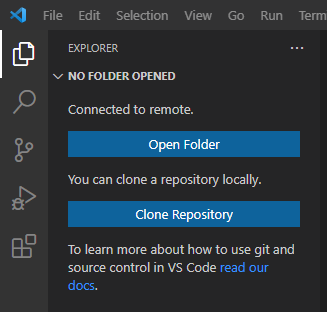 File Edit Selection View Go Run Term
EXPLORER
NO FOLDER OPENED
Connected to remote.
Open Folder
You can clone a repository locally.
Clone Repository
To learn more about how to use git and
source control in VS Code read our
docs.